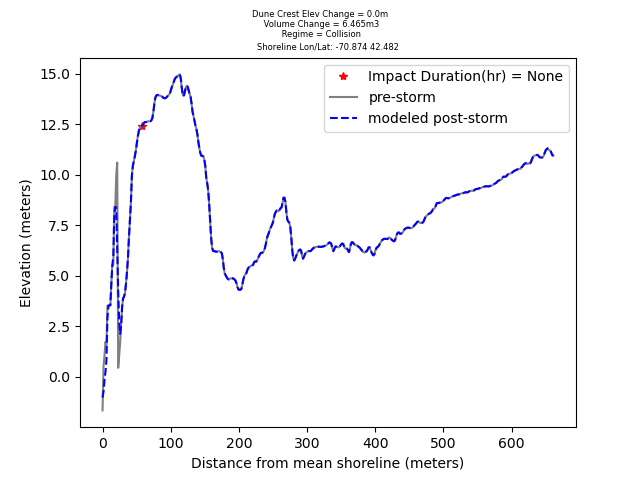 Dune Crest Elev Change = 0.0m
Volume Change = 6.465m3
Regime = Collision
Shoreline Lon/Lat: -70.874 42.482
Impact Duration(hr) = None
pre-storm
modeled post-storm
15.0
12.5
10.0
7.5
5.0
2.5
0.0
Elevation (meters)
0 100 200 300 400 500 600
Distance from mean shoreline (meters)